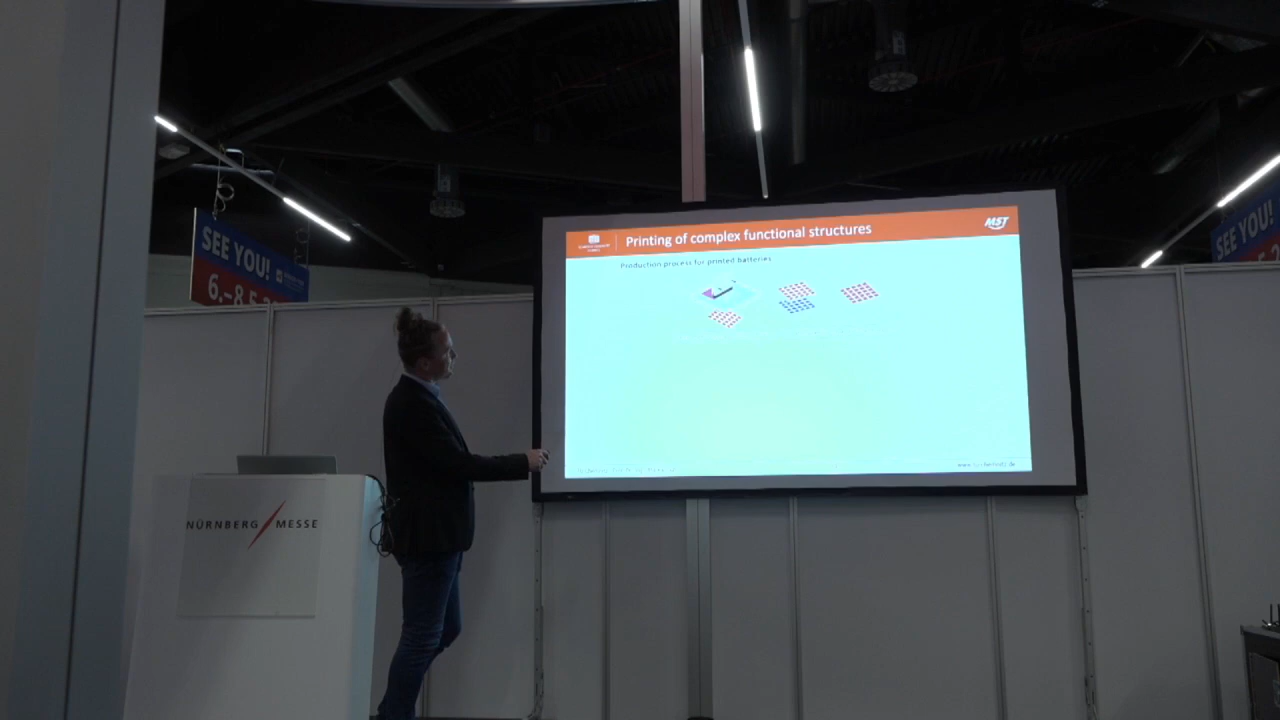 SEE YOU!
6.–8.5.2
NÜRNBERG MESSE
Printing of complex functional structures
MST
Production process for printed batteries
SEE YOU!